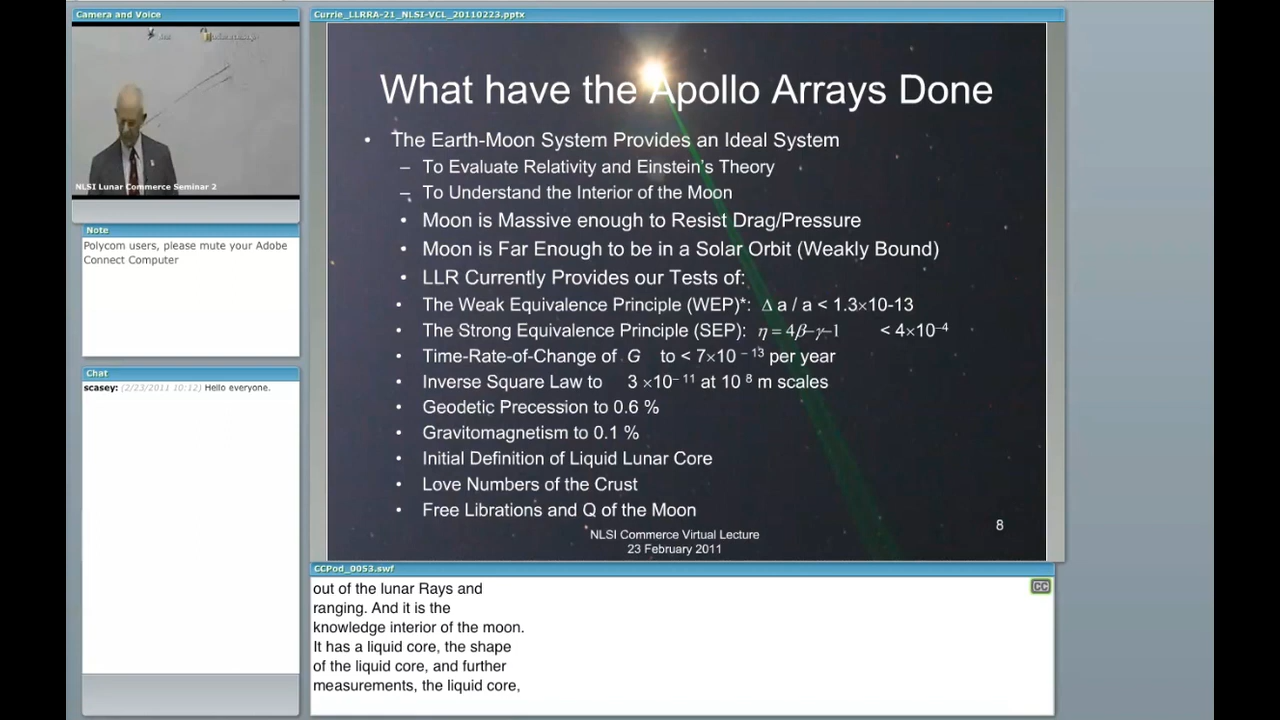 Camera and Voice
NLSI Lunar Commerce Seminar 2
Note
Polycom users, please mute your Adobe
Connect Computer
Chat
scasey: (2/23/2011 10:12) Hello everyone.
Currie_LLRRA-21_NLSI-VCL_20110223.pptx
What have the Apollo Arrays Done
• The Earth-Moon System Provides an Ideal System
– To Evaluate Relativity and Einstein's Theory
– To Understand the Interior of the Moon
• Moon is Massive enough to Resist Drag/Pressure
• Moon is Far Enough to be in a Solar Orbit (Weakly Bound)
• LLR Currently Provides our Tests of:
• The Weak Equivalence Principle (WEP)*: Δ a / a < 1.3×10-13
• The Strong Equivalence Principle (SEP): η = 4β–γ–1 < 4×10⁻⁴
• Time-Rate-of-Change of G to < 7×10 ⁻¹³ per year
• Inverse Square Law to 3 ×10⁻¹¹ at 10 ⁸ m scales
• Geodetic Precession to 0.6 %
• Gravitomagnetism to 0.1 %
• Initial Definition of Liquid Lunar Core
• Love Numbers of the Crust
• Free Librations and Q of the Moon
NLSI Commerce Virtual Lecture
23 February 2011
8
CCPod_0053.swf
CC
out of the lunar Rays and
ranging. And it is the
knowledge interior of the moon.
It has a liquid core, the shape
of the liquid core, and further
measurements, the liquid core,